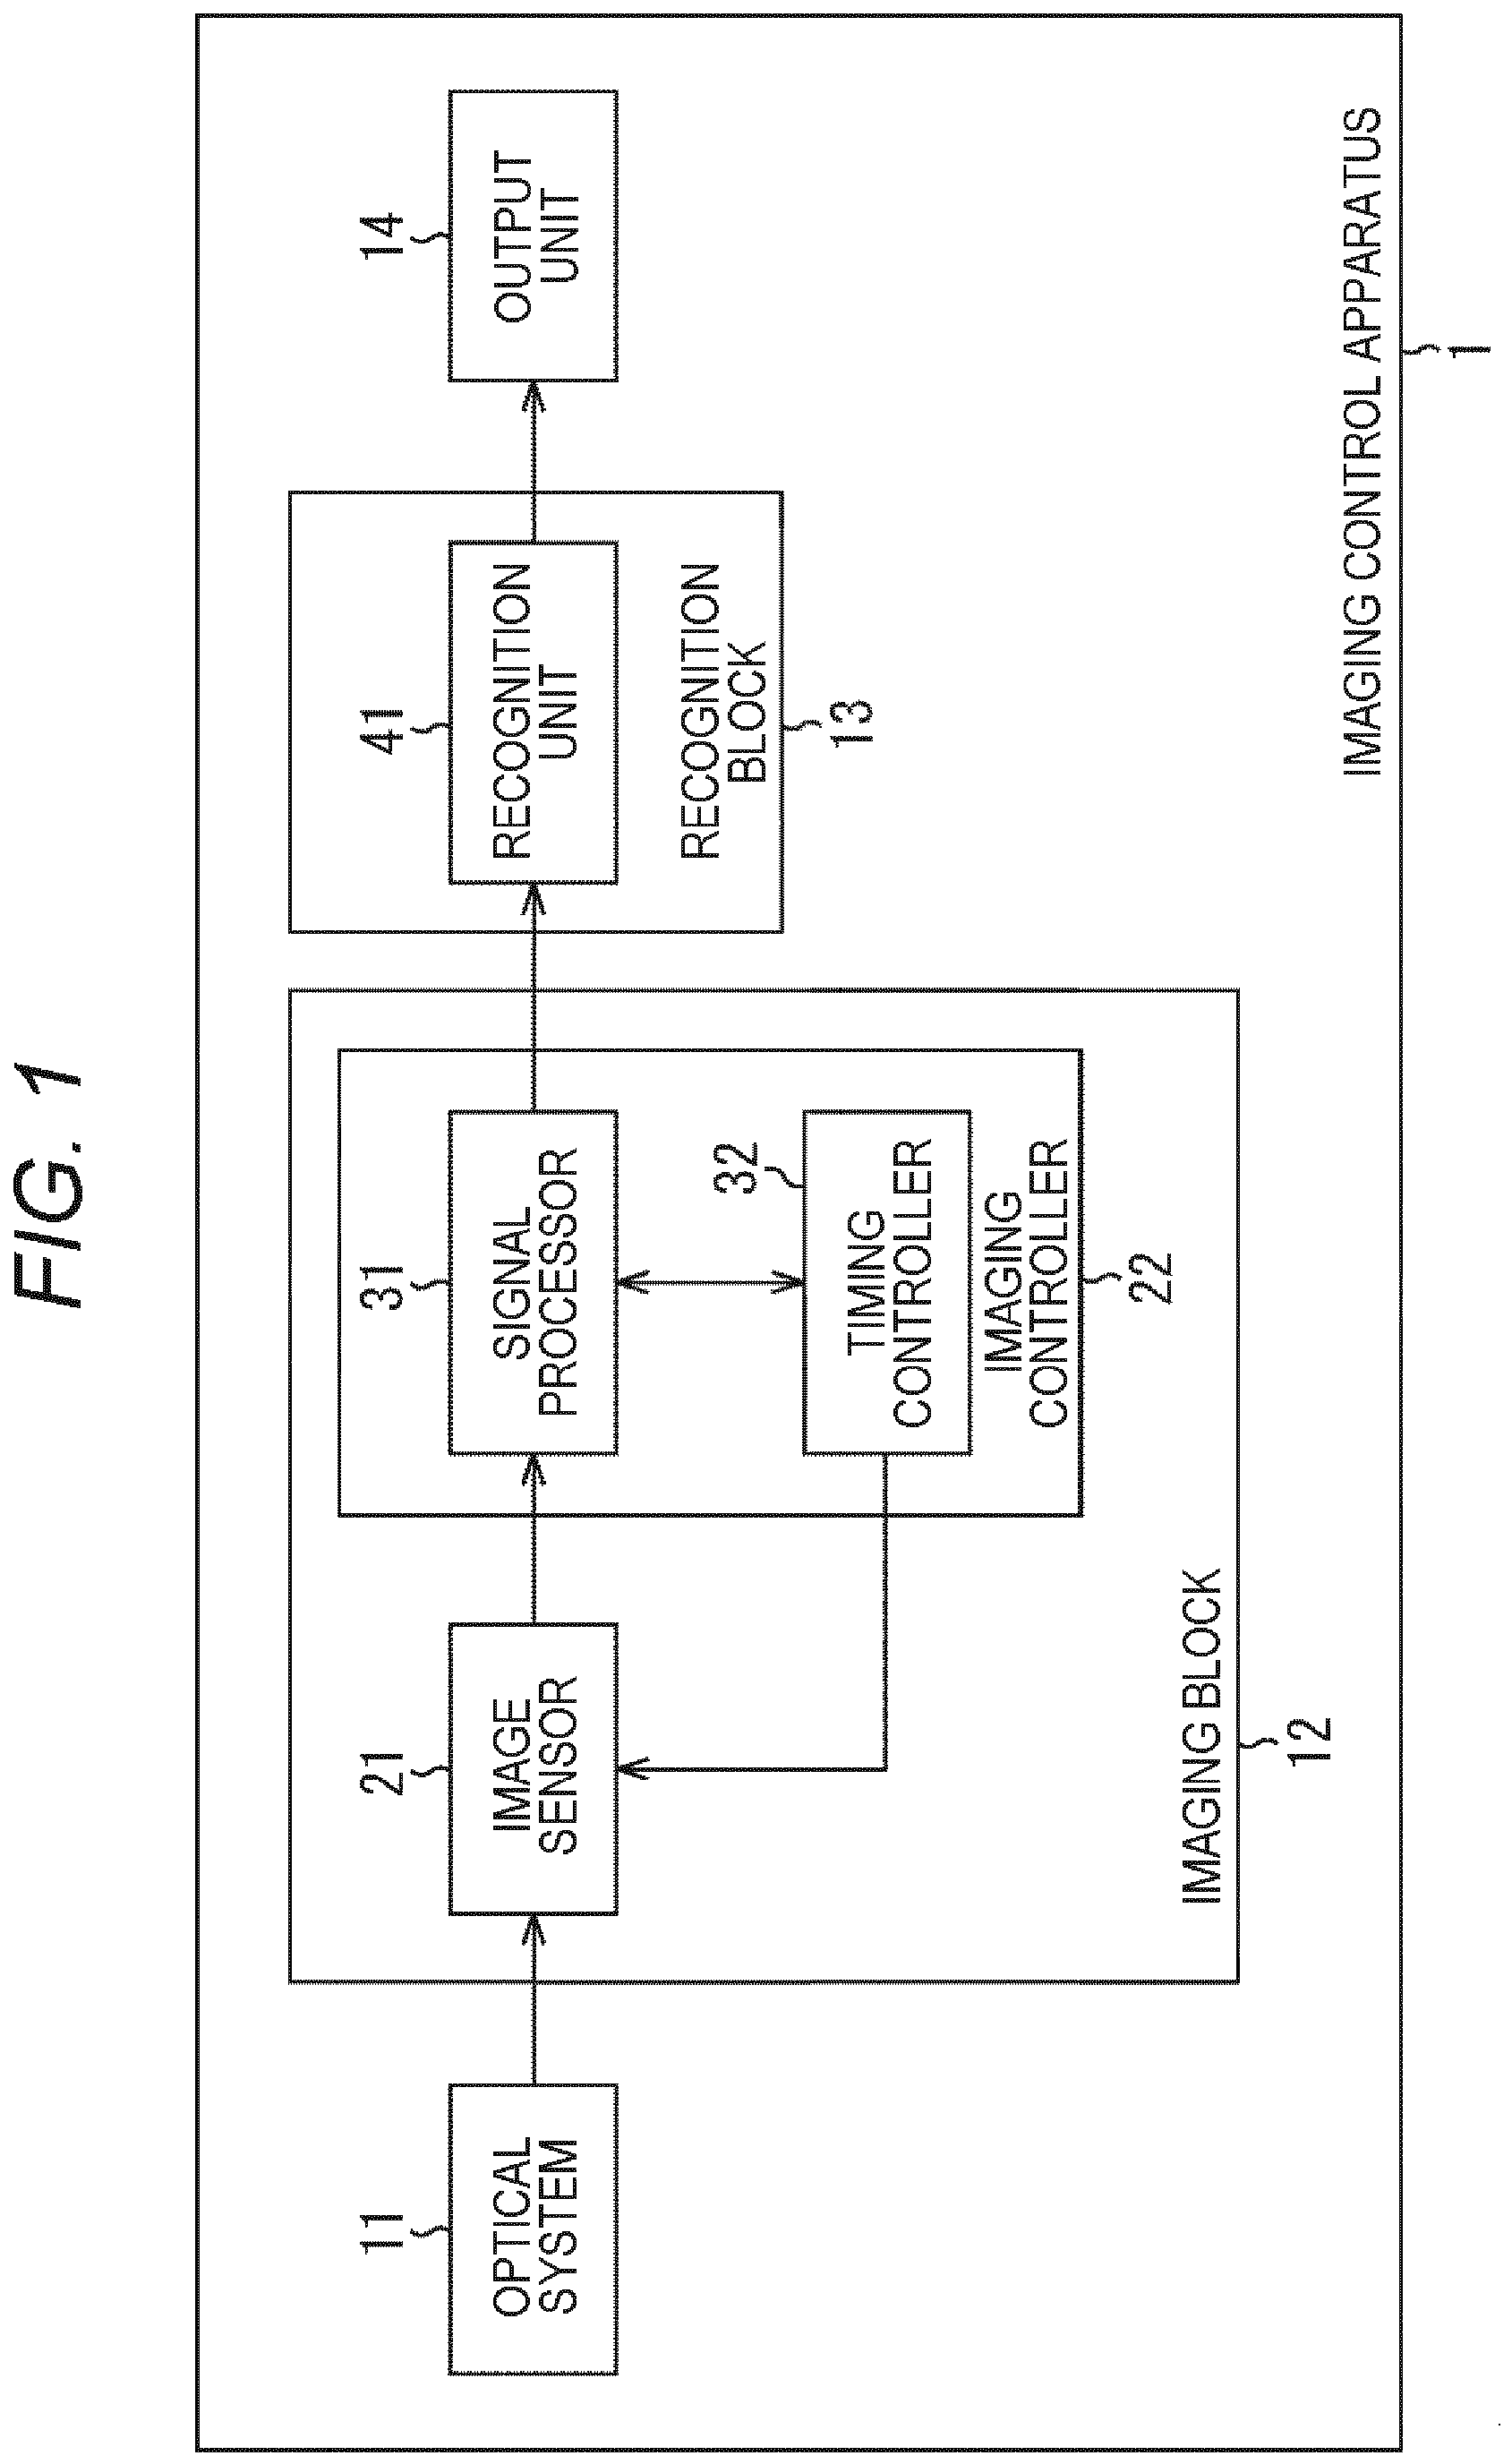 FIG. 1
11
OPTICAL
SYSTEM
21
IMAGE
SENSOR
31
SIGNAL
PROCESSOR
32
TIMING
CONTROLLER
IMAGING
CONTROLLER
22
IMAGING BLOCK
12
41
RECOGNITION
UNIT
RECOGNITION
BLOCK
13
14
OUTPUT
UNIT
IMAGING CONTROL APPARATUS
1